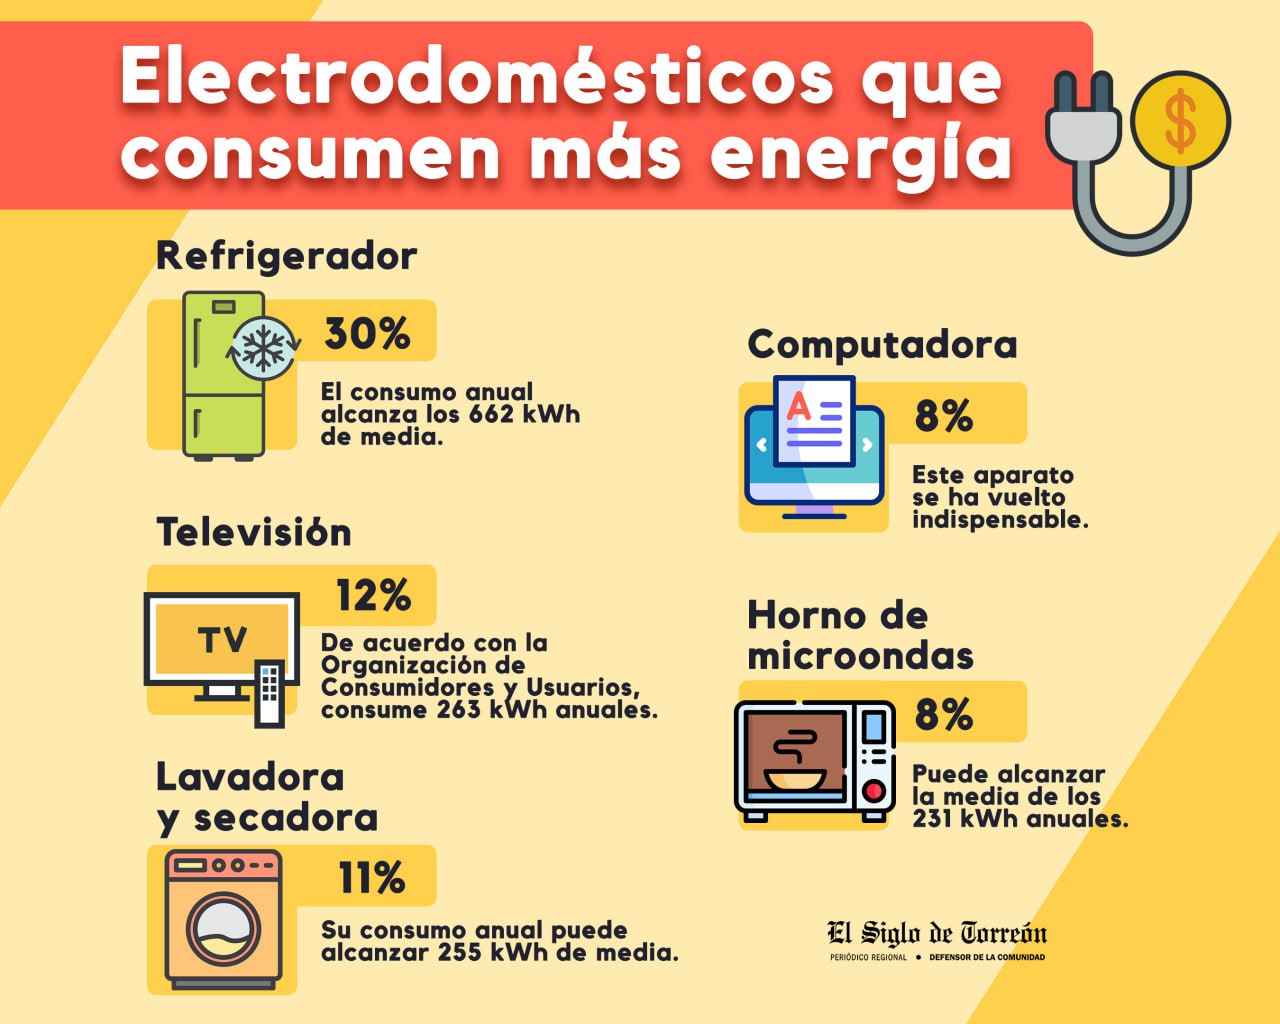 Electrodomésticos que
consumen más energía
$
Refrigerador
30%
El consumo anual
alcanza los 662 kWh
de media.
Televisión
TV
12%
De acuerdo con la
Organización de
Consumidores y Usuarios,
consume 263 kWh anuales.
Lavadora
y secadora
11%
Su consumo anual puede
alcanzar 255 kWh de media.
Computadora
A
8%
Este aparato
se ha vuelto
indispensable.
Horno de
microondas
8%
Puede alcanzar
la media de los
231 kWh anuales.
El Siglo de Torreón
PERIÓDICO REGIONAL • DEFENSOR DE LA COMUNIDAD